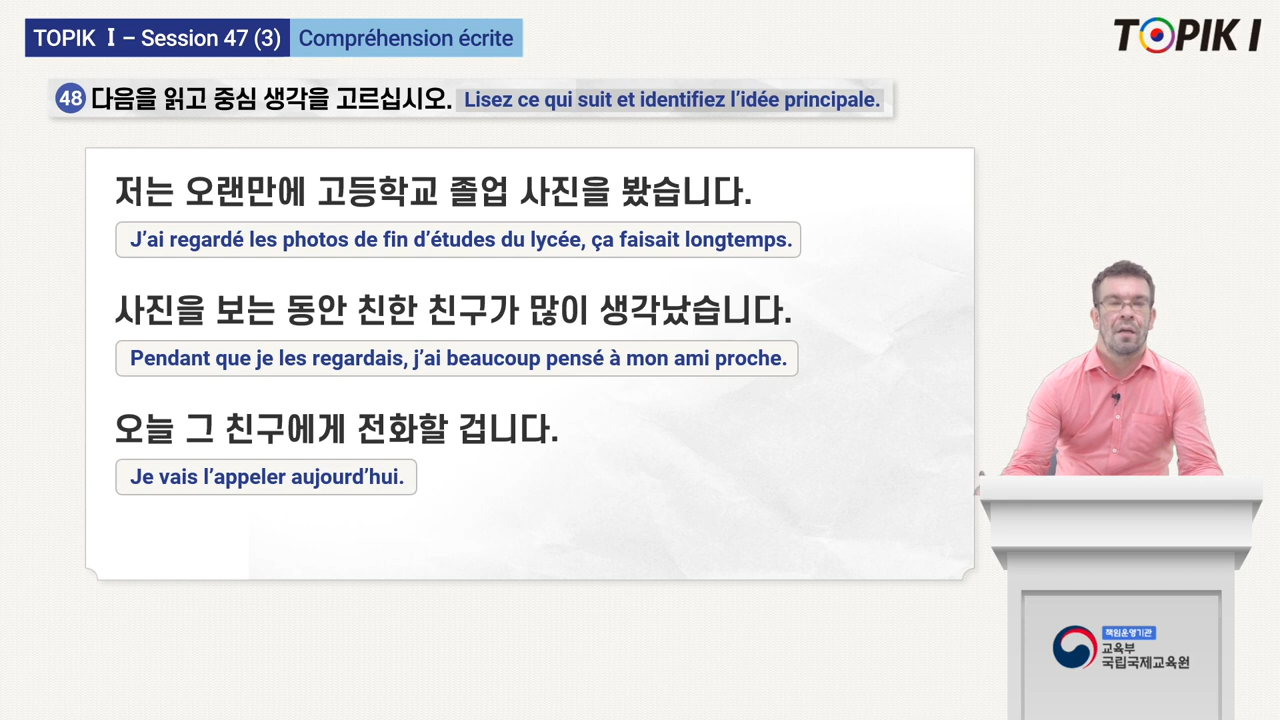 TOPIK Ⅰ – Session 47 (3) Compréhension écrite
TOPIK I
48 다음을 읽고 중심 생각을 고르십시오. Lisez ce qui suit et identifiez l’idée principale.
저는 오랜만에 고등학교 졸업 사진을 봤습니다.
J’ai regardé les photos de fin d’études du lycée, ça faisait longtemps.
사진을 보는 동안 친한 친구가 많이 생각났습니다.
Pendant que je les regardais, j’ai beaucoup pensé à mon ami proche.
오늘 그 친구에게 전화할 겁니다.
Je vais l’appeler aujourd’hui.
책임운영기관
교육부
국립국제교육원